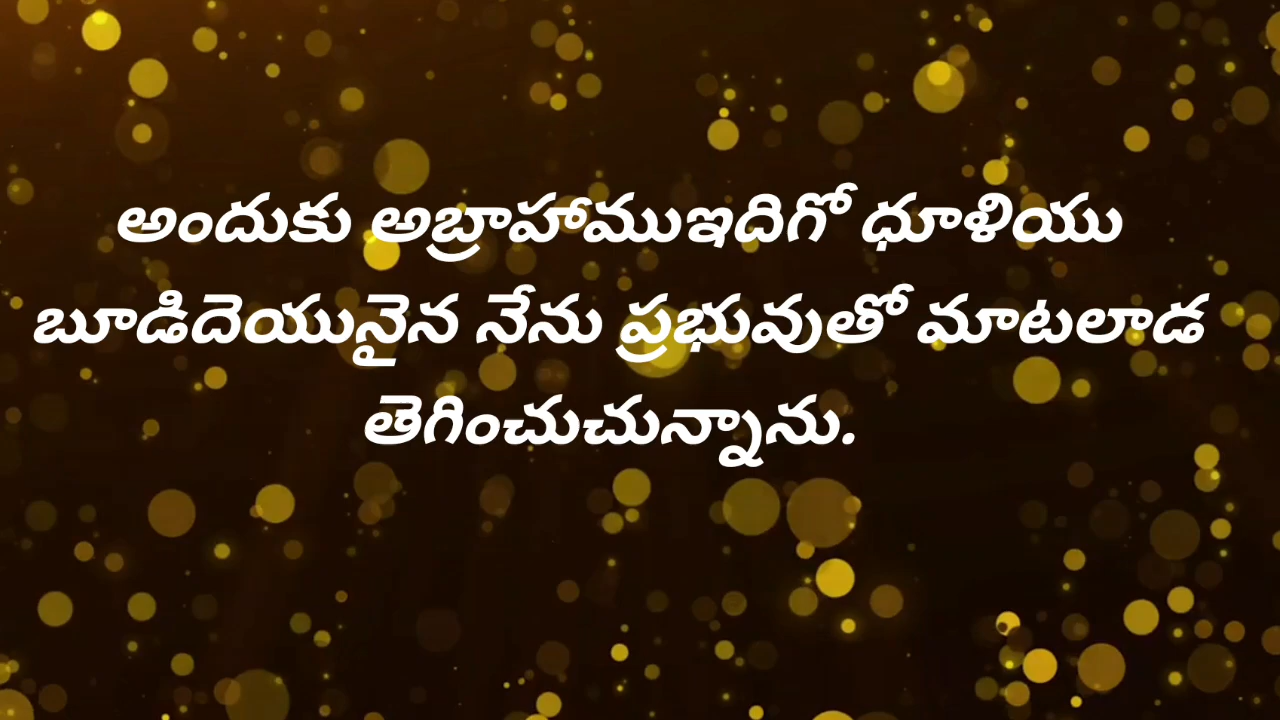 అందుకు అబ్రాహాముఇదిగో ధూళియు
బూడిదెయునైన నేను ప్రభువుతో మాటలాడ
తెగించుచున్నాను.